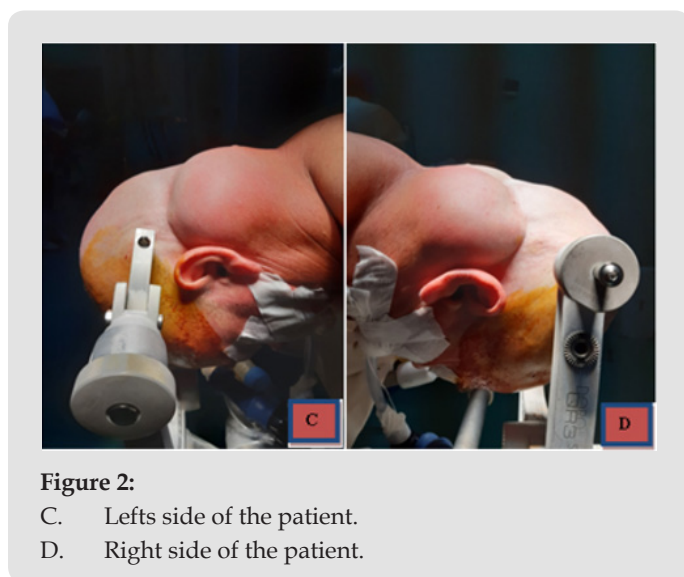 C
D
Figure 2:
C. Lefts side of the patient.
D. Right side of the patient.